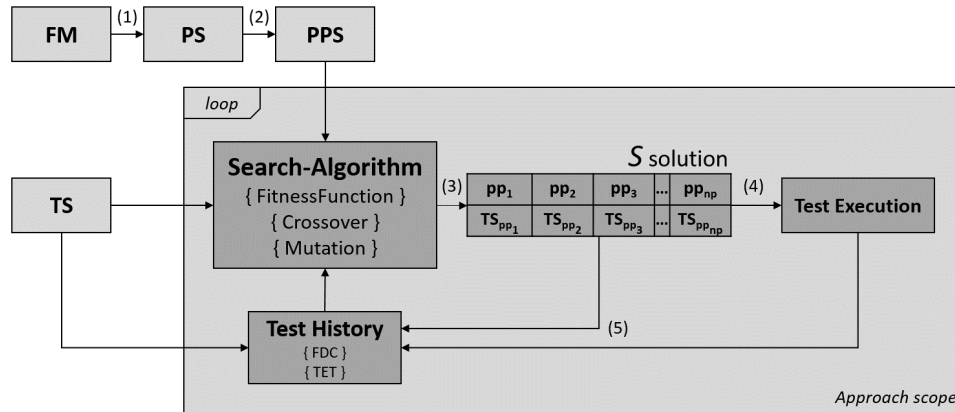 FM
(1)
PS
(2)
PPS
loop
Search-Algorithm
{ FitnessFunction }
{ Crossover }
{ Mutation }
TS
(3)
S solution
pp1 pp2 pp3 ... ppnp
TSpp1 TSpp2 TSpp3 ... TSppnp
(4)
Test Execution
Test History
{ FDC }
{ TET }
(5)
Approach scope